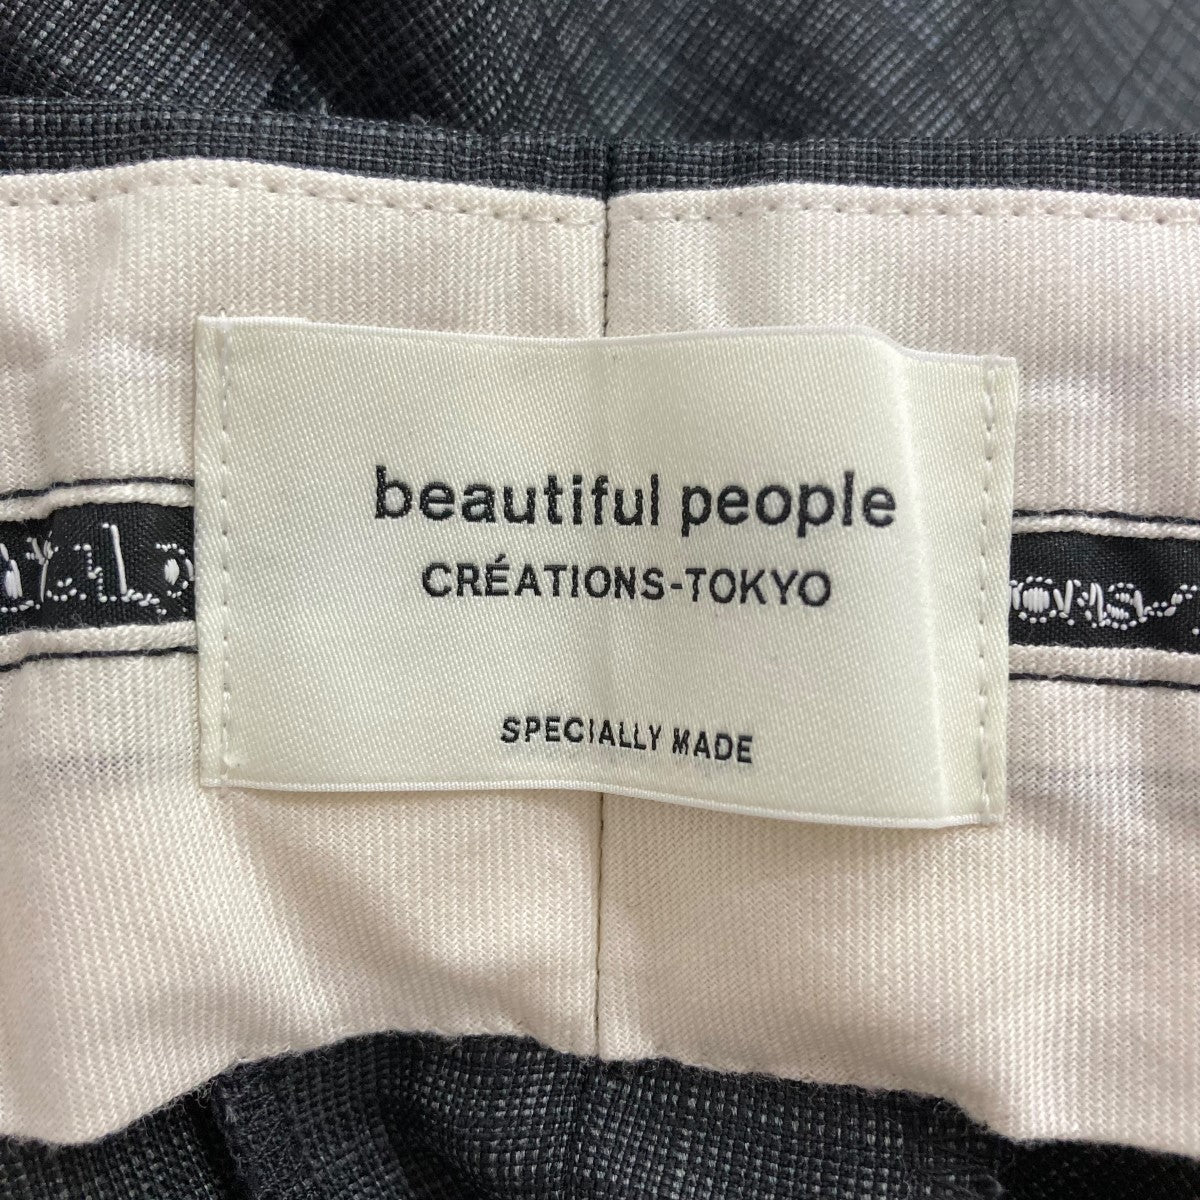 beautiful people
CRÉATIONS-TOKYO
SPECIALLY MADE